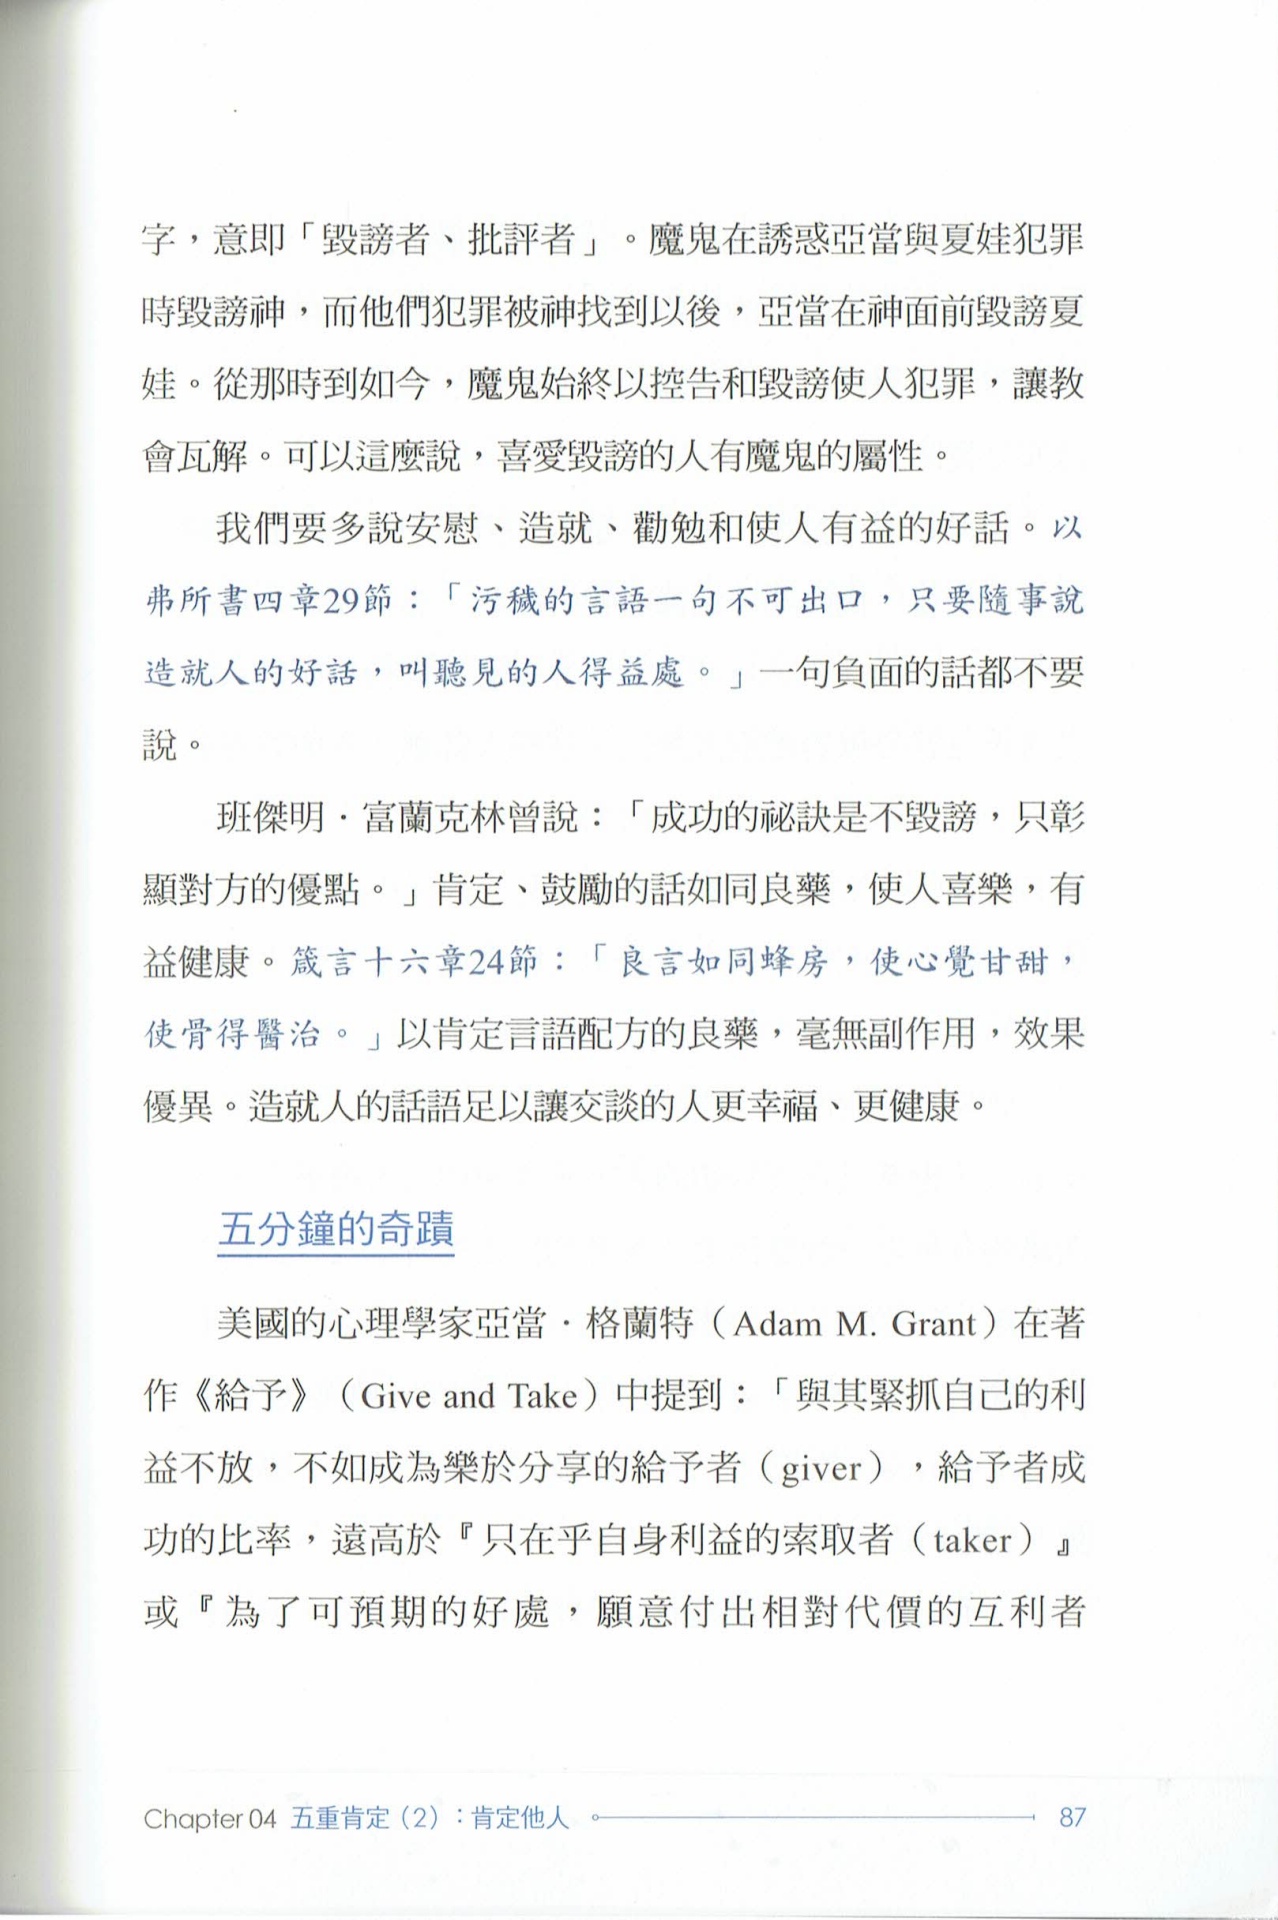 字，意即「毀謗者、批評者」。魔鬼在誘惑亞當與夏娃犯罪
時毀謗神，而他們犯罪被神找到以後，亞當在神面前毀謗夏
娃。從那時到如今，魔鬼始終以控告和毀謗使人犯罪，讓教
會瓦解。可以這麼說，喜愛毀謗的人有魔鬼的屬性。
我們要多說安慰、造就、勸勉和使人有益的好話。以
弗所書四章29節：「污穢的言語一句不可出口，只要隨事說
造就人的好話，叫聽見的人得益處。」一句負面的話都不要
說。
班傑明．富蘭克林曾說：「成功的祕訣是不毀謗，只彰
顯對方的優點。」肯定、鼓勵的話如同良藥，使人喜樂，有
益健康。箴言十六章24節：「良言如同蜂房，使心覺甘甜，
使骨得醫治。」以肯定言語配方的良藥，毫無副作用，效果
優異。造就人的話語足以讓交談的人更幸福、更健康。
五分鐘的奇蹟
美國的心理學家亞當．格蘭特（Adam M. Grant）在著
作《給予》（Give and Take）中提到：「與其緊抓自己的利
益不放，不如成為樂於分享的給予者（giver），給予者成
功的比率，遠高於『只在乎自身利益的索取者（taker）』
或『為了可預期的好處，願意付出相對代價的互利者
Chapter 04 五重肯定（2）：肯定他人 87